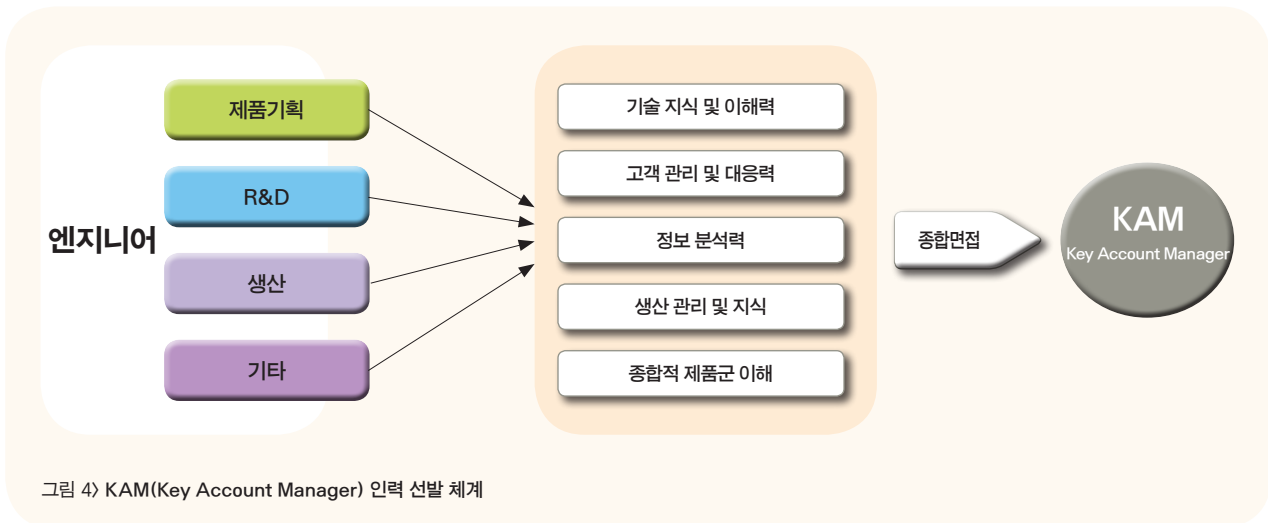 엔지니어
제품기획
R&D
생산
기타
기술 지식 및 이해력
고객 관리 및 대응력
정보 분석력
생산 관리 및 지식
종합적 제품군 이해
종합면접
KAM
Key Account Manager
그림 4〉 KAM(Key Account Manager) 인력 선발 체계